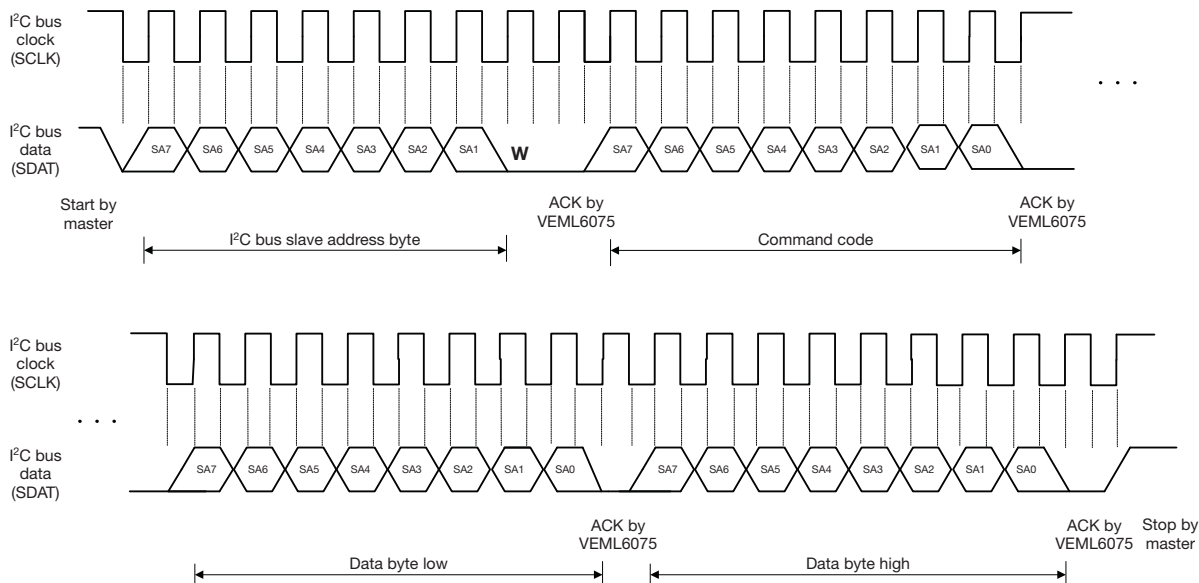 I²C bus
clock
(SCLK)
. . .
I²C bus
data
(SDAT)
SA7 SA6 SA5 SA4 SA3 SA2 SA1 W SA7 SA6 SA5 SA4 SA3 SA2 SA1 SA0
Start by
master
ACK by
VEML6075
ACK by
VEML6075
I²C bus slave address byte
Command code
I²C bus
clock
(SCLK)
. . .
I²C bus
data
(SDAT)
SA7 SA6 SA5 SA4 SA3 SA2 SA1 SA0 SA7 SA6 SA5 SA4 SA3 SA2 SA1 SA0
ACK by
VEML6075
ACK by
VEML6075
Stop by
master
Data byte low
Data byte high